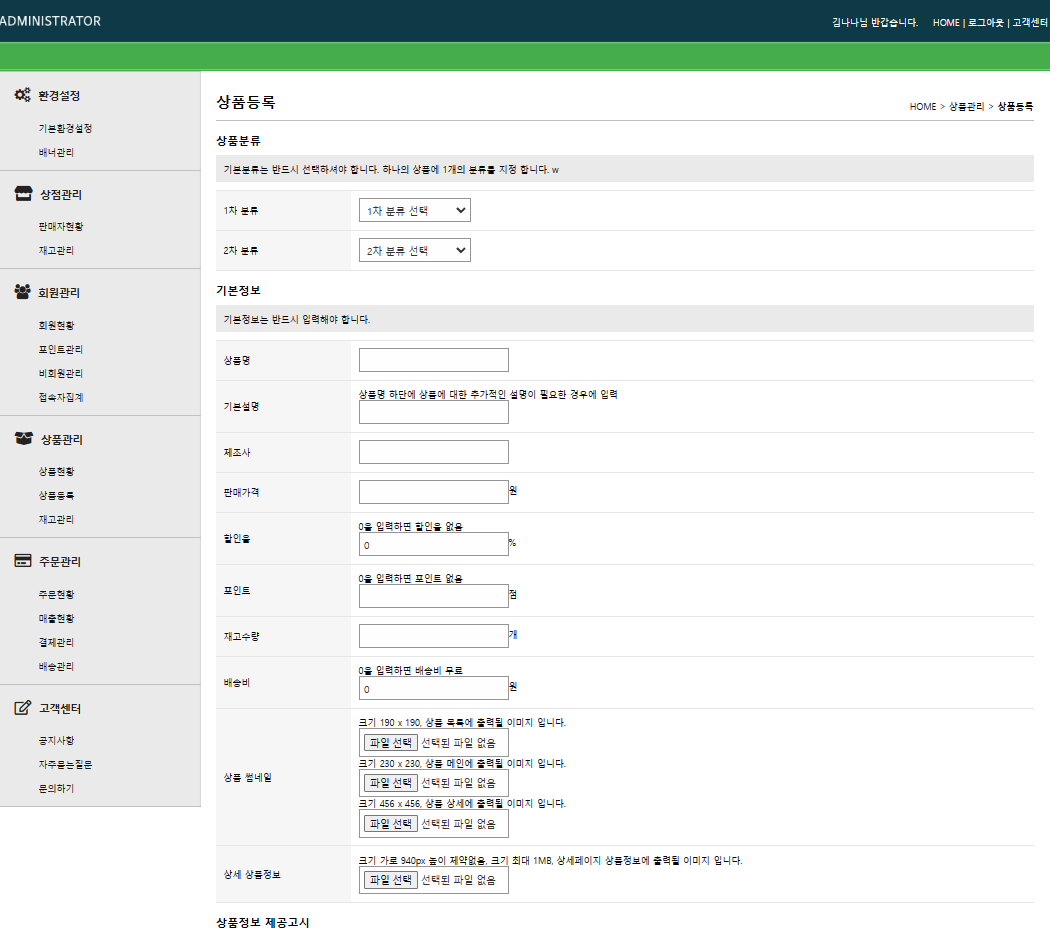 ADMINISTRATOR
김나나님 반갑습니다. HOME | 로그아웃 | 고객센터
환경설정
기본환경설정
배너관리
상점관리
판매자현황
재고관리
회원관리
회원현황
포인트관리
비회원관리
접속자집계
상품관리
상품현황
상품등록
재고관리
주문관리
주문현황
매출현황
결제관리
배송관리
고객센터
공지사항
자주묻는질문
문의하기
상품등록
HOME > 상품관리 > 상품등록
상품분류
기본분류는 반드시 선택하셔야 합니다. 하나의 상품에 1개의 분류를 지정 합니다. w
1차 분류
1차 분류 선택
2차 분류
2차 분류 선택
기본정보
기본정보는 반드시 입력해야 합니다.
상품명
기본설명
상품명 하단에 상품에 대한 추가적인 설명이 필요한 경우에 입력
제조사
판매가격
원
할인율
0을 입력하면 할인율 없음
0 %
포인트
0을 입력하면 포인트 없음
점
재고수량
개
배송비
0을 입력하면 배송비 무료
0 원
상품 썸네일
크기 190 x 190, 상품 목록에 출력될 이미지 입니다.
파일 선택 선택된 파일 없음
크기 230 x 230, 상품 메인에 출력될 이미지 입니다.
파일 선택 선택된 파일 없음
크기 456 x 456, 상품 상세에 출력될 이미지 입니다.
파일 선택 선택된 파일 없음
상세 상품정보
크기 가로 940px 높이 제약없음, 크기 최대 1MB, 상세페이지 상품정보에 출력될 이미지 입니다.
파일 선택 선택된 파일 없음
상품정보 제공고시